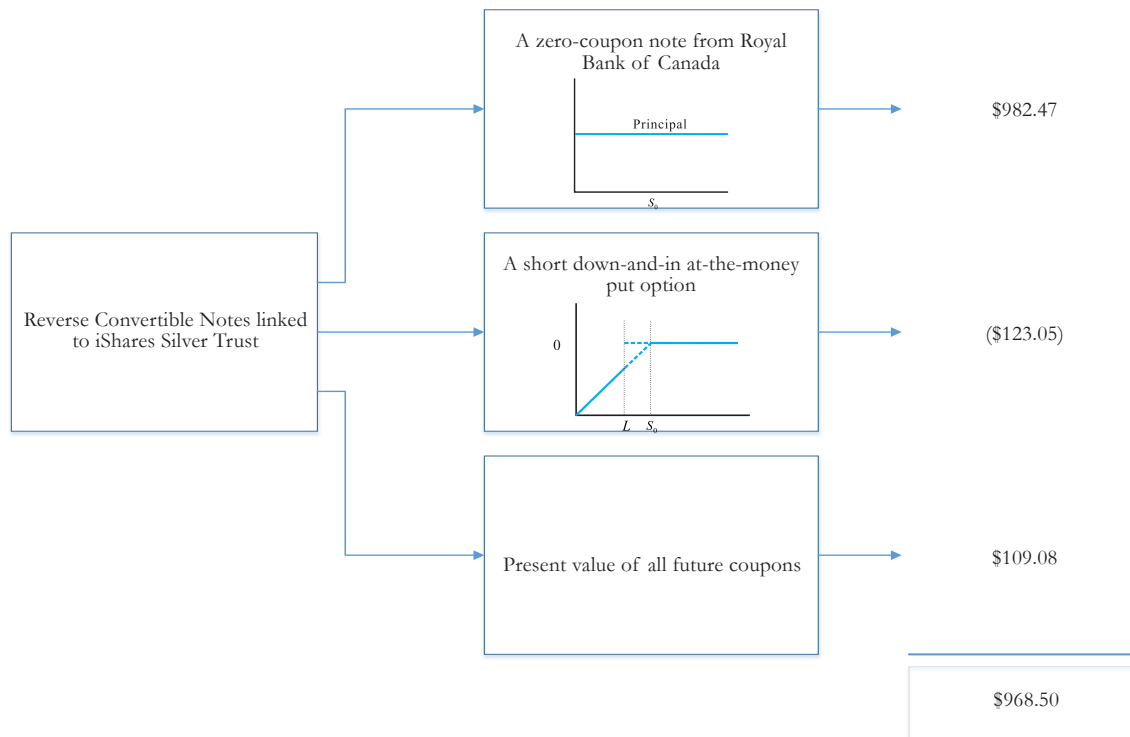 A zero-coupon note from Royal
Bank of Canada
Principal
S₀
$982.47
Reverse Convertible Notes linked
to iShares Silver Trust
A short down-and-in at-the-money
put option
0
L S₀
($123.05)
Present value of all future coupons
$109.08
$968.50